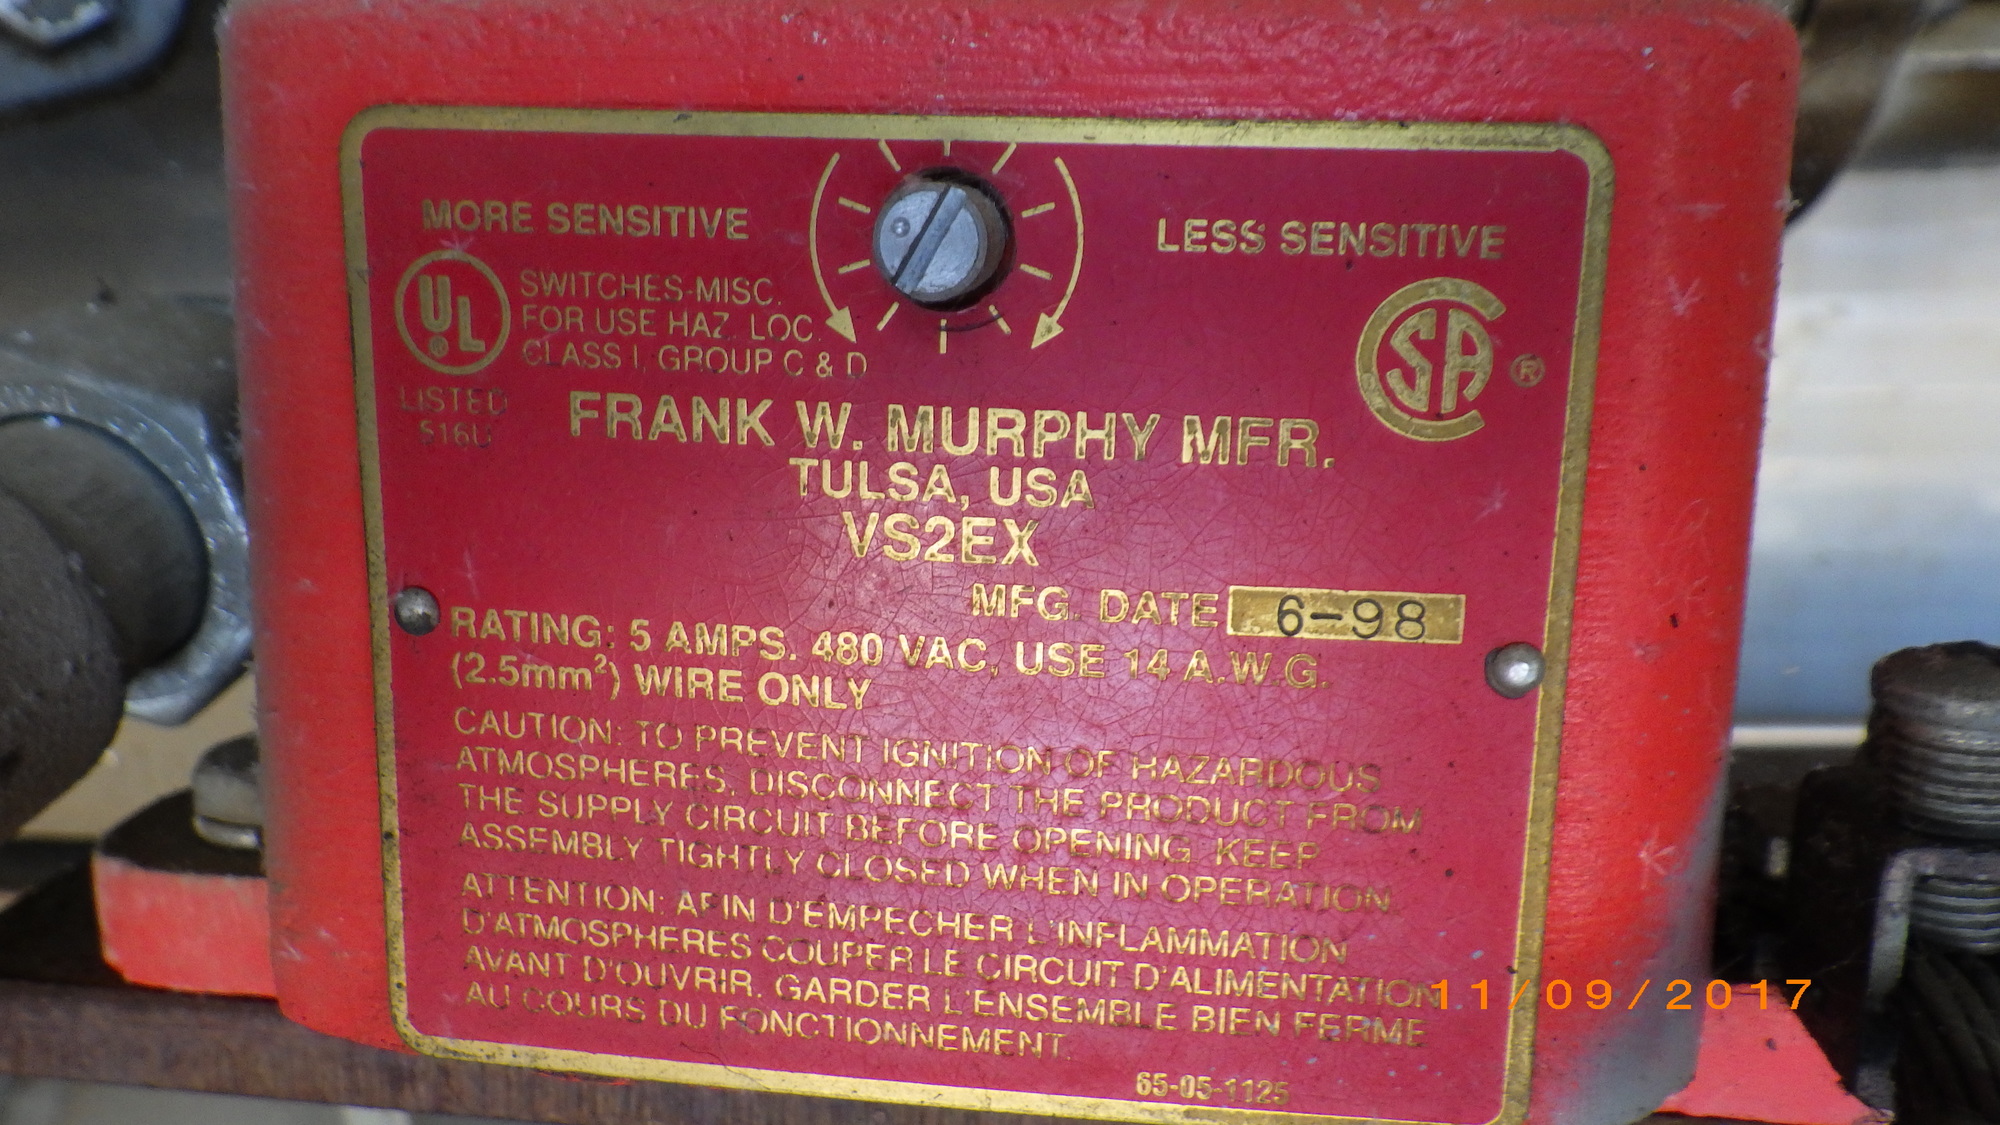 MORE SENSITIVE
LESS SENSITIVE
UL
®
LISTED
516U
SWITCHES-MISC.
FOR USE HAZ. LOC.
CLASS I, GROUP C & D
CSA ®
FRANK W. MURPHY MFR.
TULSA, USA
VS2EX
MFG. DATE 6-98
RATING: 5 AMPS. 480 VAC, USE 14 A.W.G.
(2.5mm²) WIRE ONLY
CAUTION: TO PREVENT IGNITION OF HAZARDOUS
ATMOSPHERES, DISCONNECT THE PRODUCT FROM
THE SUPPLY CIRCUIT BEFORE OPENING. KEEP
ASSEMBLY TIGHTLY CLOSED WHEN IN OPERATION.
ATTENTION: AFIN D'EMPECHER L'INFLAMMATION
D'ATMOSPHERES COUPER LE CIRCUIT D'ALIMENTATION
AVANT D'OUVRIR. GARDER L'ENSEMBLE BIEN FERME
AU COURS DU FONCTIONNEMENT.
65-05-1125
11/09/2017